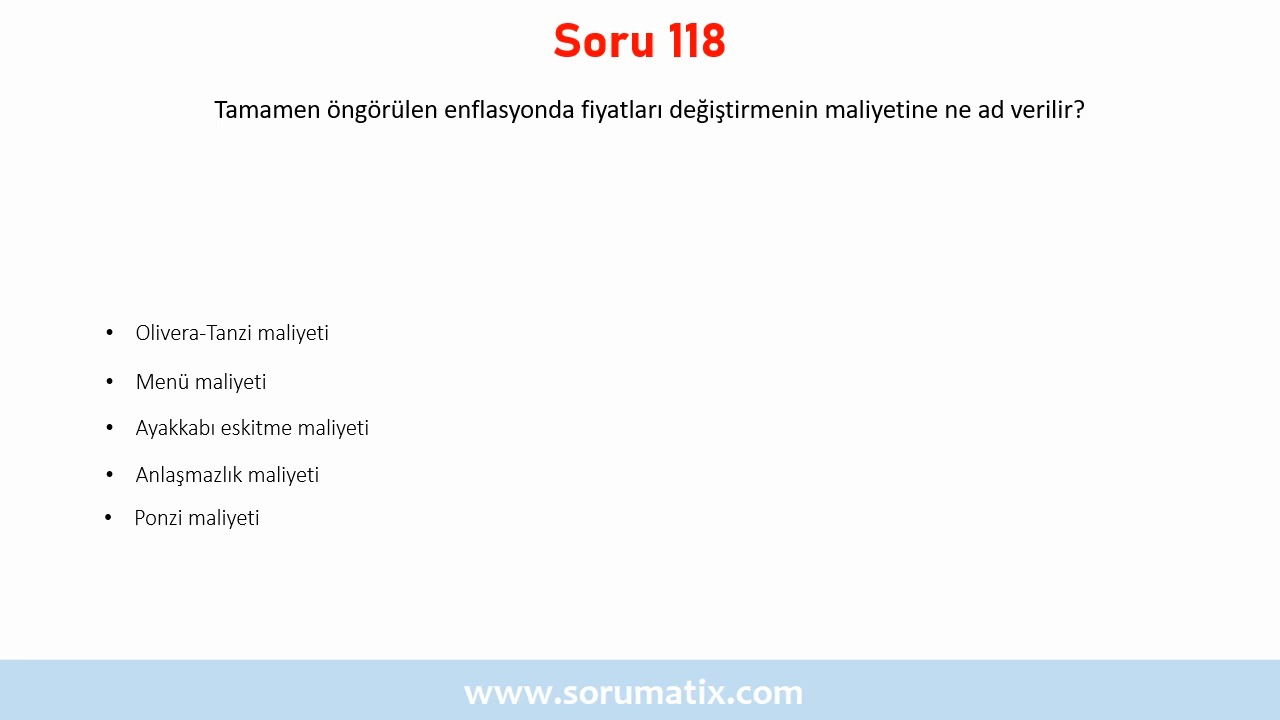 Soru 118
Tamamen öngörülen enflasyonda fiyatları değiştirmenin maliyetine ne ad verilir?
• Olivera-Tanzi maliyeti
• Menü maliyeti
• Ayakkabı eskitme maliyeti
• Anlaşmazlık maliyeti
• Ponzi maliyeti
www.sorumatix.com